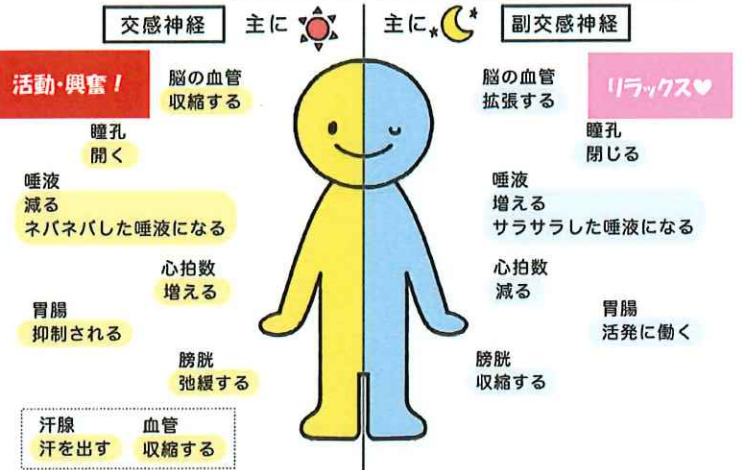 交感神経 主に
主に 副交感神経
活動・興奮!
脳の血管
収縮する
瞳孔
開く
唾液
減る
ネバネバした唾液になる
心拍数
増える
胃腸
抑制される
膀胱
弛緩する
汗腺
汗を出す
血管
収縮する
脳の血管
拡張する
リラックス♥
瞳孔
閉じる
唾液
増える
サラサラした唾液になる
心拍数
減る
胃腸
活発に働く
膀胱
収縮する